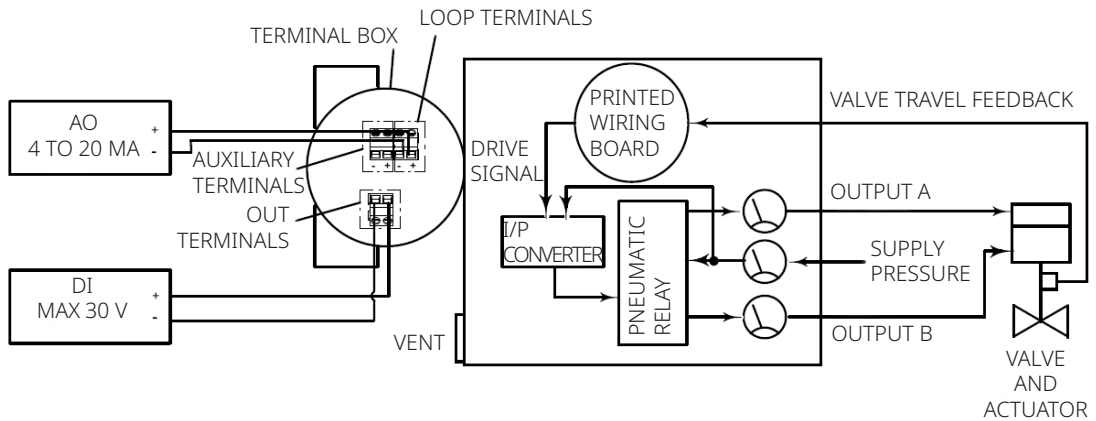 LOOP TERMINALS
TERMINAL BOX
AO
4 TO 20 MA
+
-
AUXILIARY
TERMINALS
- + - +
OUT
TERMINALS
DI
MAX 30 V
+
-
PRINTED
WIRING
BOARD
DRIVE
SIGNAL
I/P
CONVERTER
PNEUMATIC
RELAY
VENT
VALVE TRAVEL FEEDBACK
OUTPUT A
SUPPLY
PRESSURE
OUTPUT B
VALVE
AND
ACTUATOR